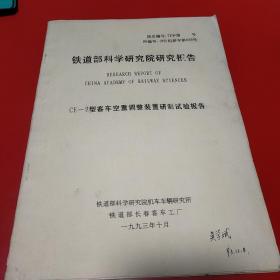 铁道部科学研究院研究报告
RESEARCH REPORT OF
CHINA ACADEMY OF RAILWAY SCIENCES
型客车空重调整装置研制试验报告
铁道部科学研究院机车车辆研究所
铁道部长春客车工厂
一九九三年十月